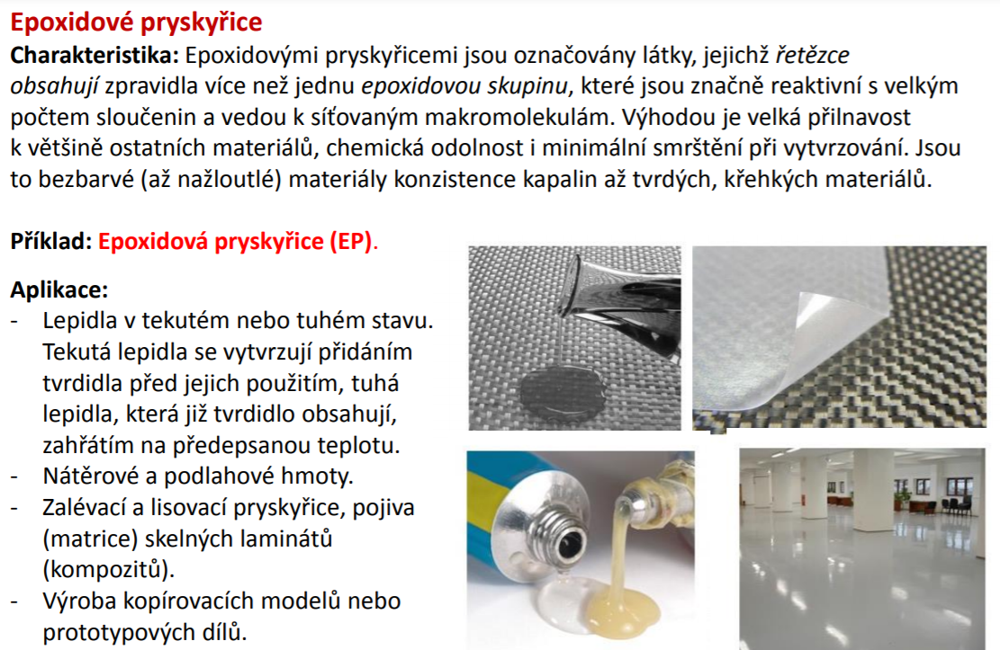 Epoxidové pryskyřice
Charakteristika: Epoxidovými pryskyřicemi jsou označovány látky, jejichž řetězce
obsahují zpravidla více než jednu epoxidovou skupinu, které jsou značně reaktivní s velkým
počtem sloučenin a vedou k síťovaným makromolekulám. Výhodou je velká přilnavost
k většině ostatních materiálů, chemická odolnost i minimální smrštění při vytvrzování. Jsou
to bezbarvé (až nažloutlé) materiály konzistence kapalin až tvrdých, křehkých materiálů.
Příklad: Epoxidová pryskyřice (EP).
Aplikace:
- Lepidla v tekutém nebo tuhém stavu.
Tekutá lepidla se vytvrzují přidáním
tvrdidla před jejich použitím, tuhá
lepidla, která již tvrdidlo obsahují,
zahřátím na předepsanou teplotu.
- Nátěrové a podlahové hmoty.
- Zalévací a lisovací pryskyřice, pojiva
(matrice) skelných laminátů
(kompozitů).
- Výroba kopírovacích modelů nebo
prototypových dílů.